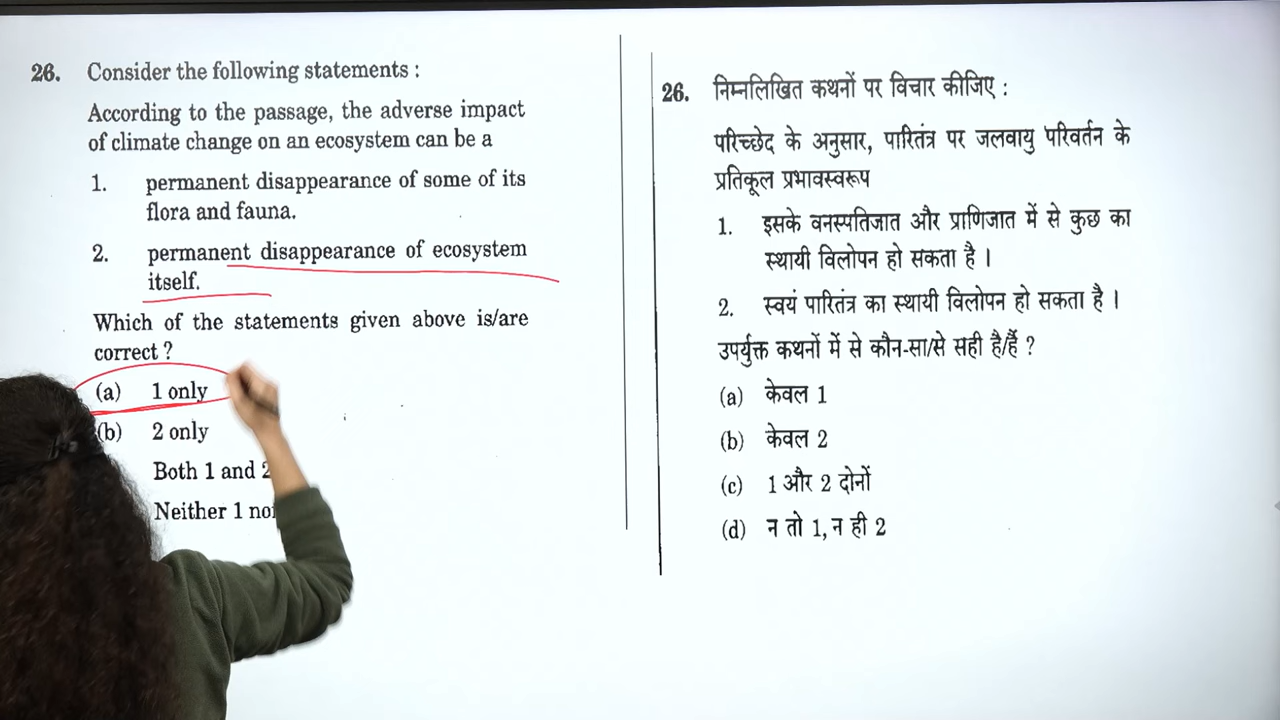 26. Consider the following statements :
According to the passage, the adverse impact
of climate change on an ecosystem can be a
1. permanent disappearance of some of its
flora and fauna.
2. permanent disappearance of ecosystem
itself.
Which of the statements given above is/are
correct ?
(a) 1 only
(b) 2 only
Both 1 and 2
Neither 1
26. निम्नलिखित कथनों पर विचार कीजिए :
परिच्छेद के अनुसार, पारितंत्र पर जलवायु परिवर्तन के
प्रतिकूल प्रभावस्वरूप
1. इसके वनस्पतिजात और प्राणिजात में से कुछ का
स्थायी विलोपन हो सकता है ।
2. स्वयं पारितंत्र का स्थायी विलोपन हो सकता है ।
उपर्युक्त कथनों में से कौन-सा/से सही है/हैं ?
(a) केवल 1
(b) केवल 2
(c) 1 और 2 दोनों
(d) न तो 1, न ही 2